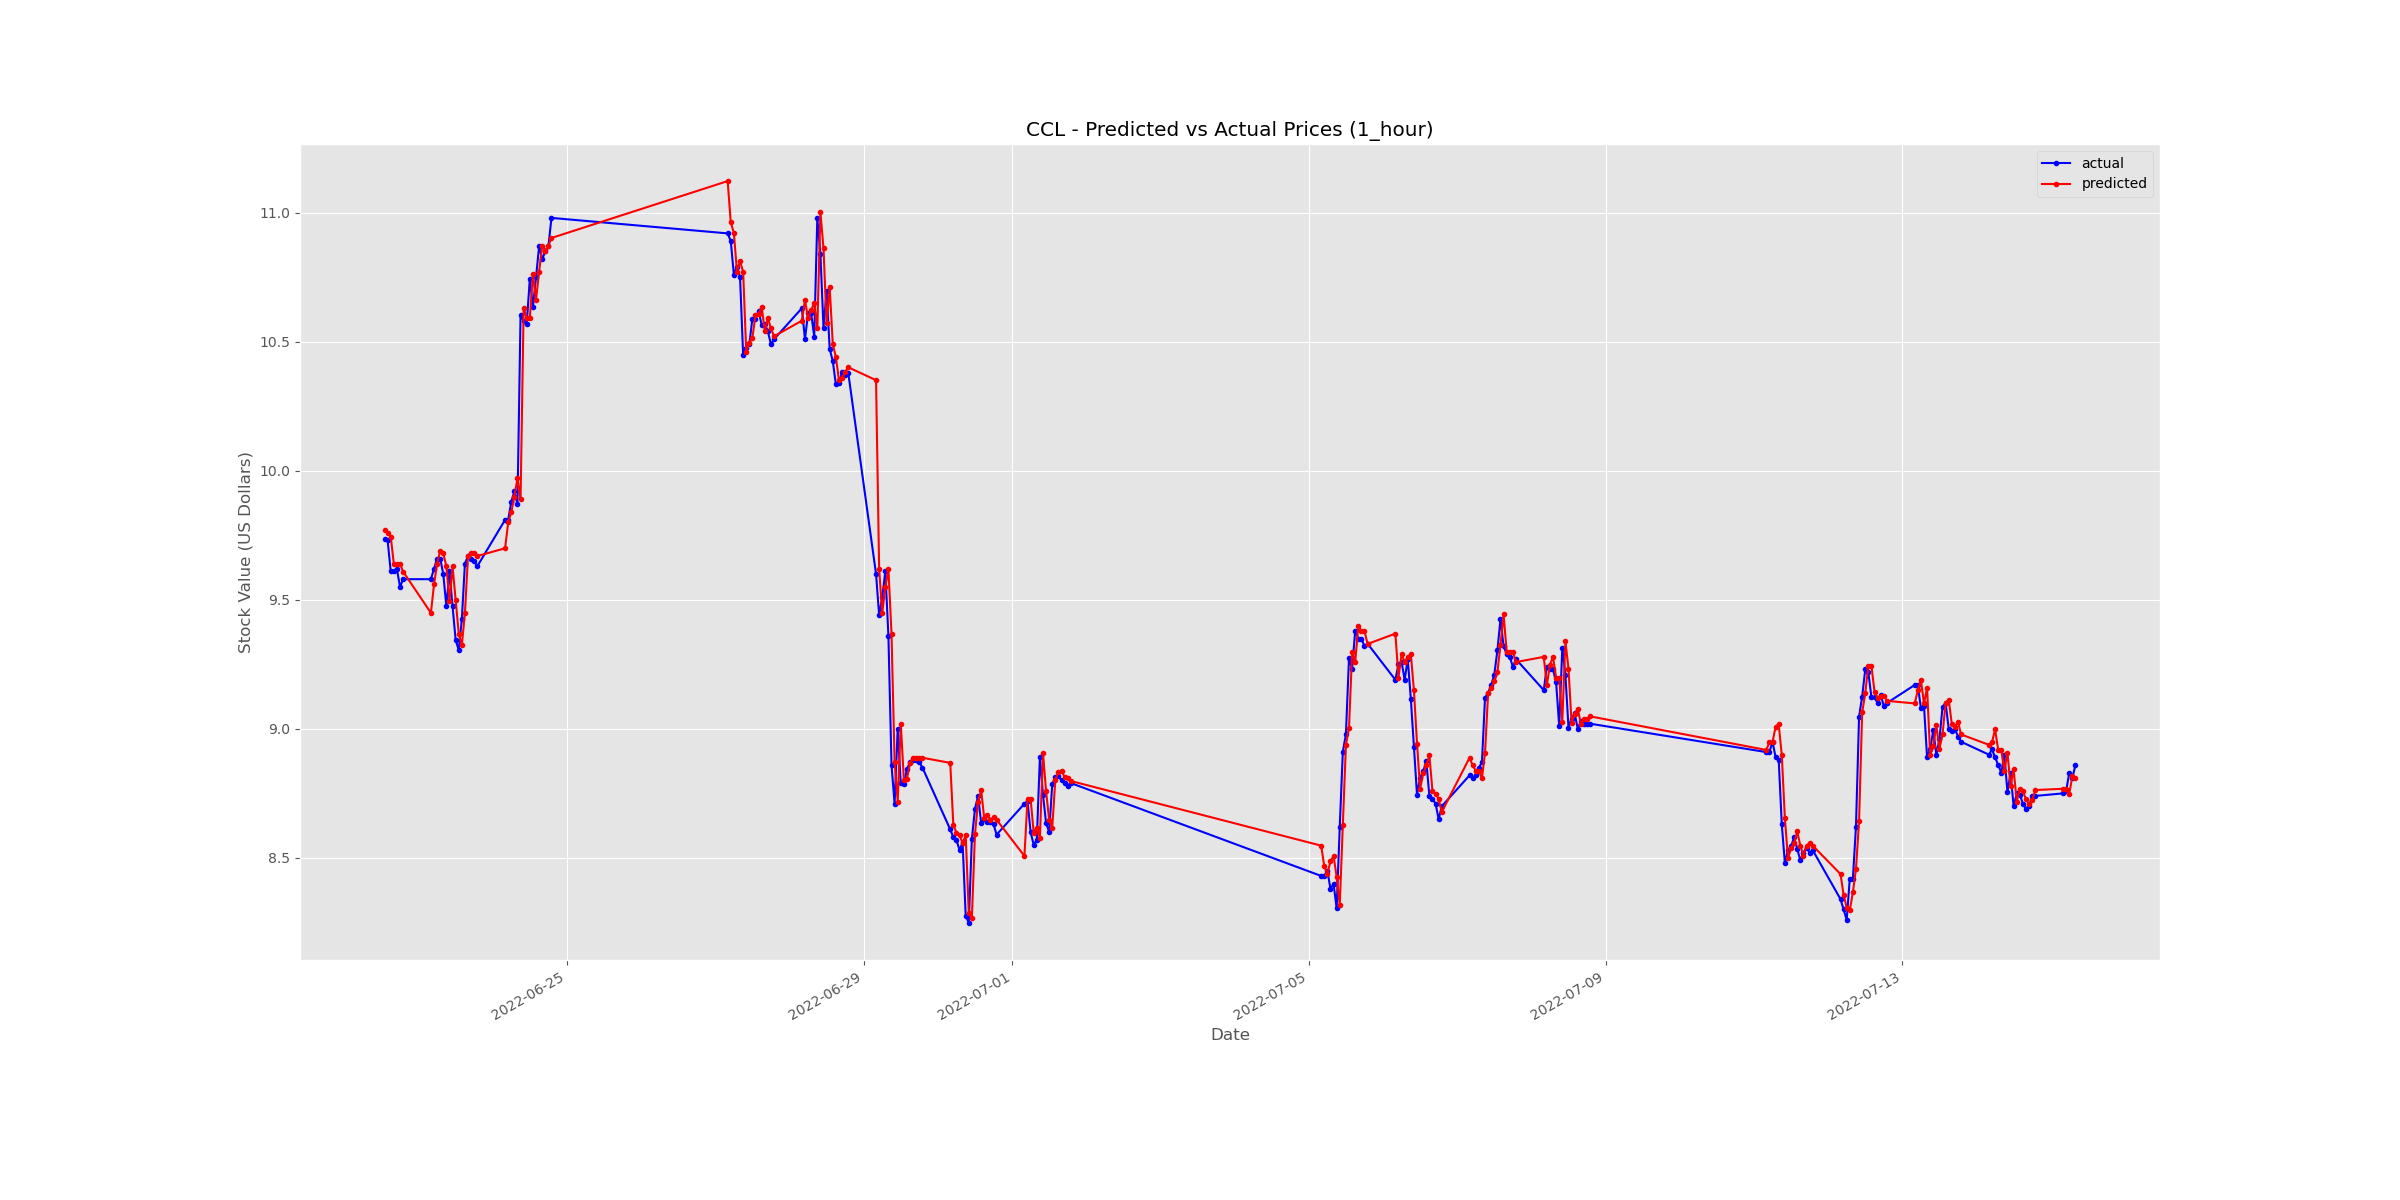 CCL - Predicted vs Actual Prices (1_hour)
actual
predicted
11.0
10.5
10.0
9.5
9.0
8.5
Stock Value (US Dollars)
2022-06-25
2022-06-29
2022-07-01
2022-07-05
2022-07-09
2022-07-13
Date